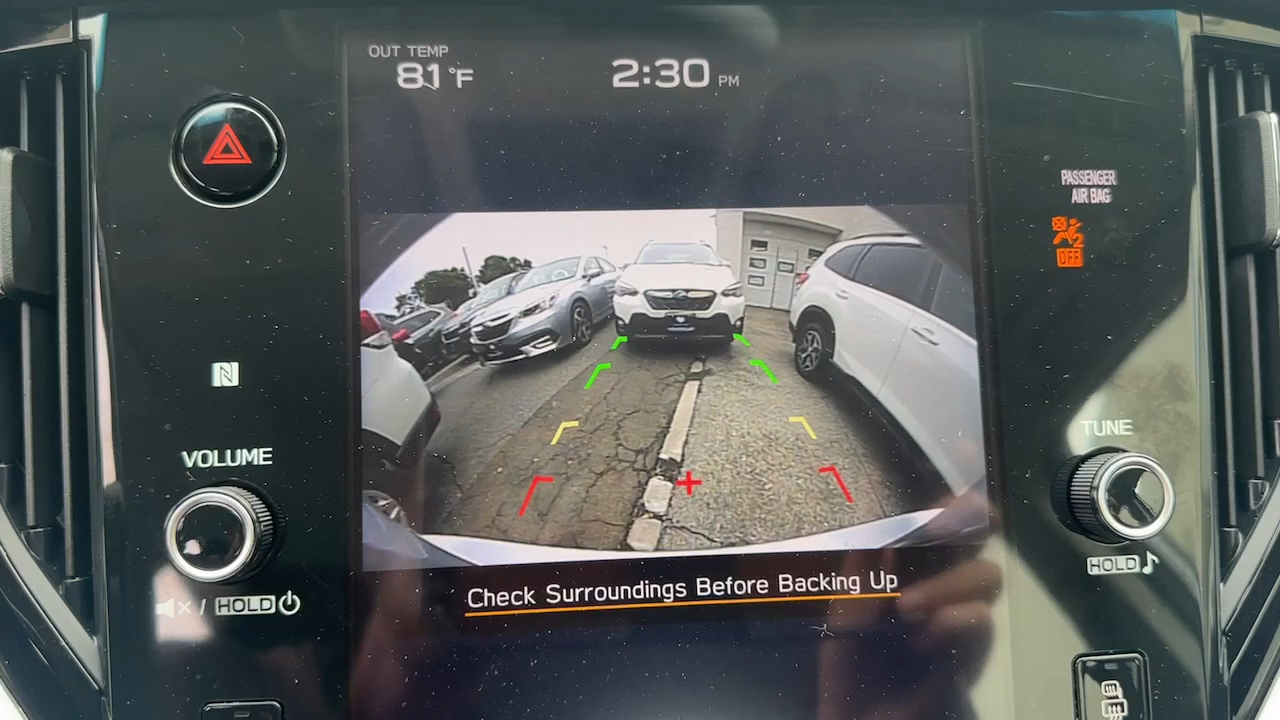 OUT TEMP
81°F
2:30 PM
PASSENGER
AIR BAG
2
OFF
VOLUME
TUNE
HOLD
/ HOLD
Check Surroundings Before Backing Up